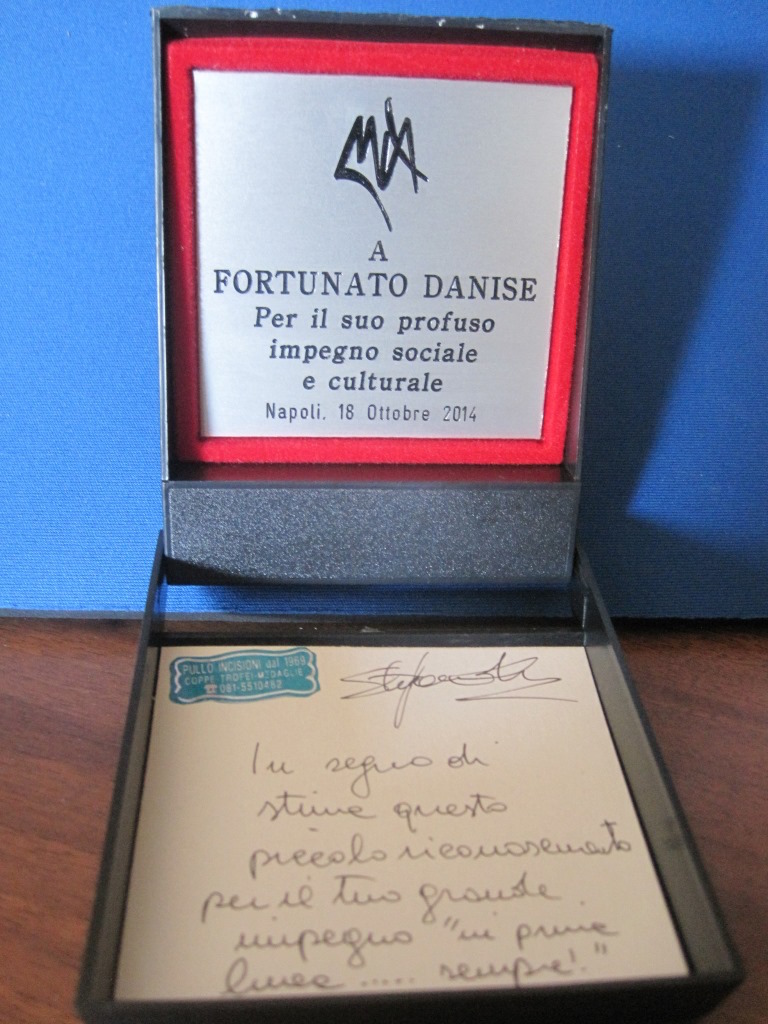 A
FORTUNATO DANISE
Per il suo profuso
impegno sociale
e culturale
Napoli, 18 Ottobre 2014
PULLO INCISIONI dal 1969
COPPE TROFEI MEDAGLIE
☎081-5510462
In segno di
stima questo
piccolo riconoscimento
per il tuo grande
impegno "in prima
linea ..... sempre!"